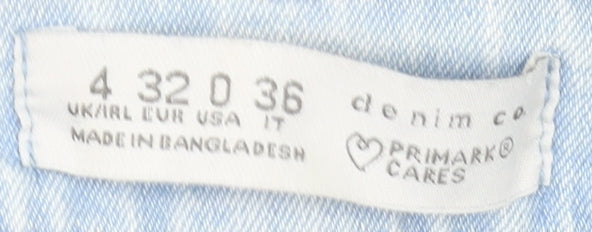 4 32 0 36
UK/IRL EUR USA IT
MADE IN BANGLADESH
denim co
PRIMARK®
CARES